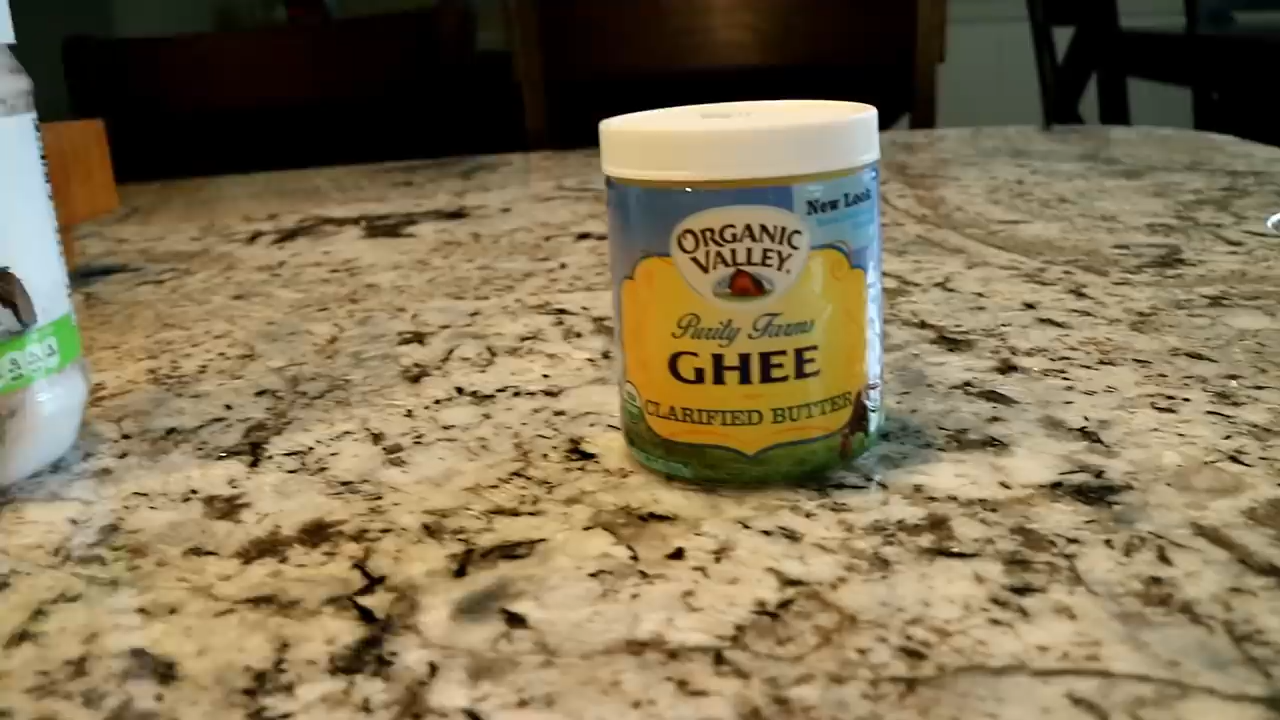 New Look
ORGANIC
VALLEY
Purity Farms
GHEE
CLARIFIED BUTTER